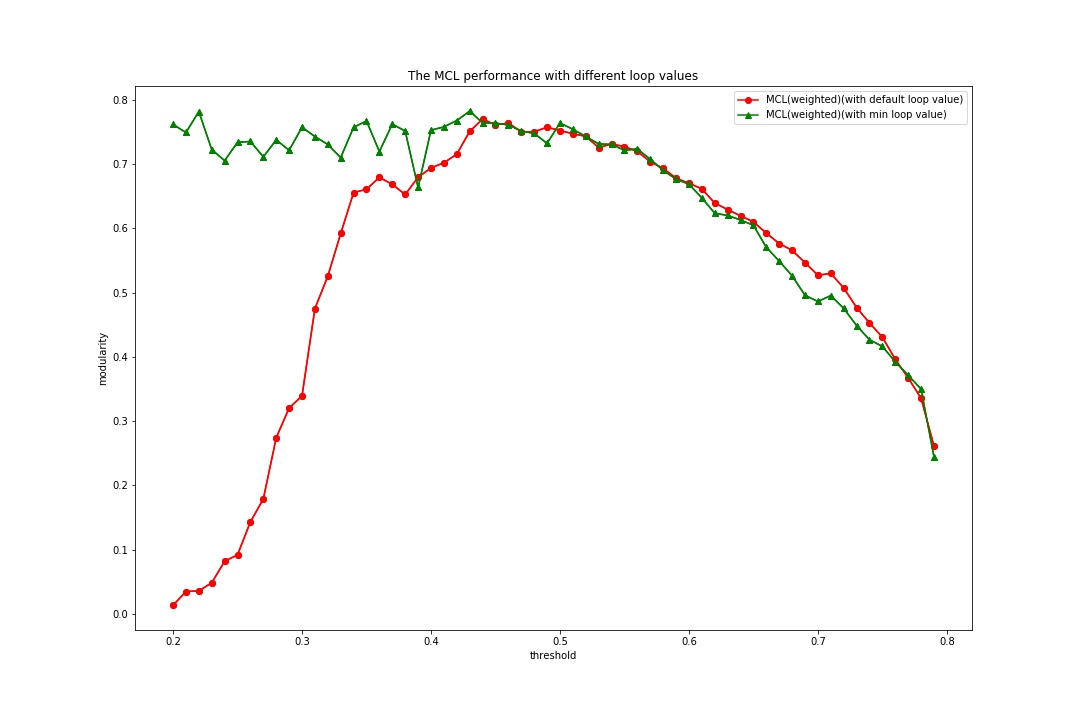 The MCL performance with different loop values
MCL(weighted)(with default loop value)
MCL(weighted)(with min loop value)
modularity
0.8
0.7
0.6
0.5
0.4
0.3
0.2
0.1
0.0
0.2 0.3 0.4 0.5 0.6 0.7 0.8
threshold